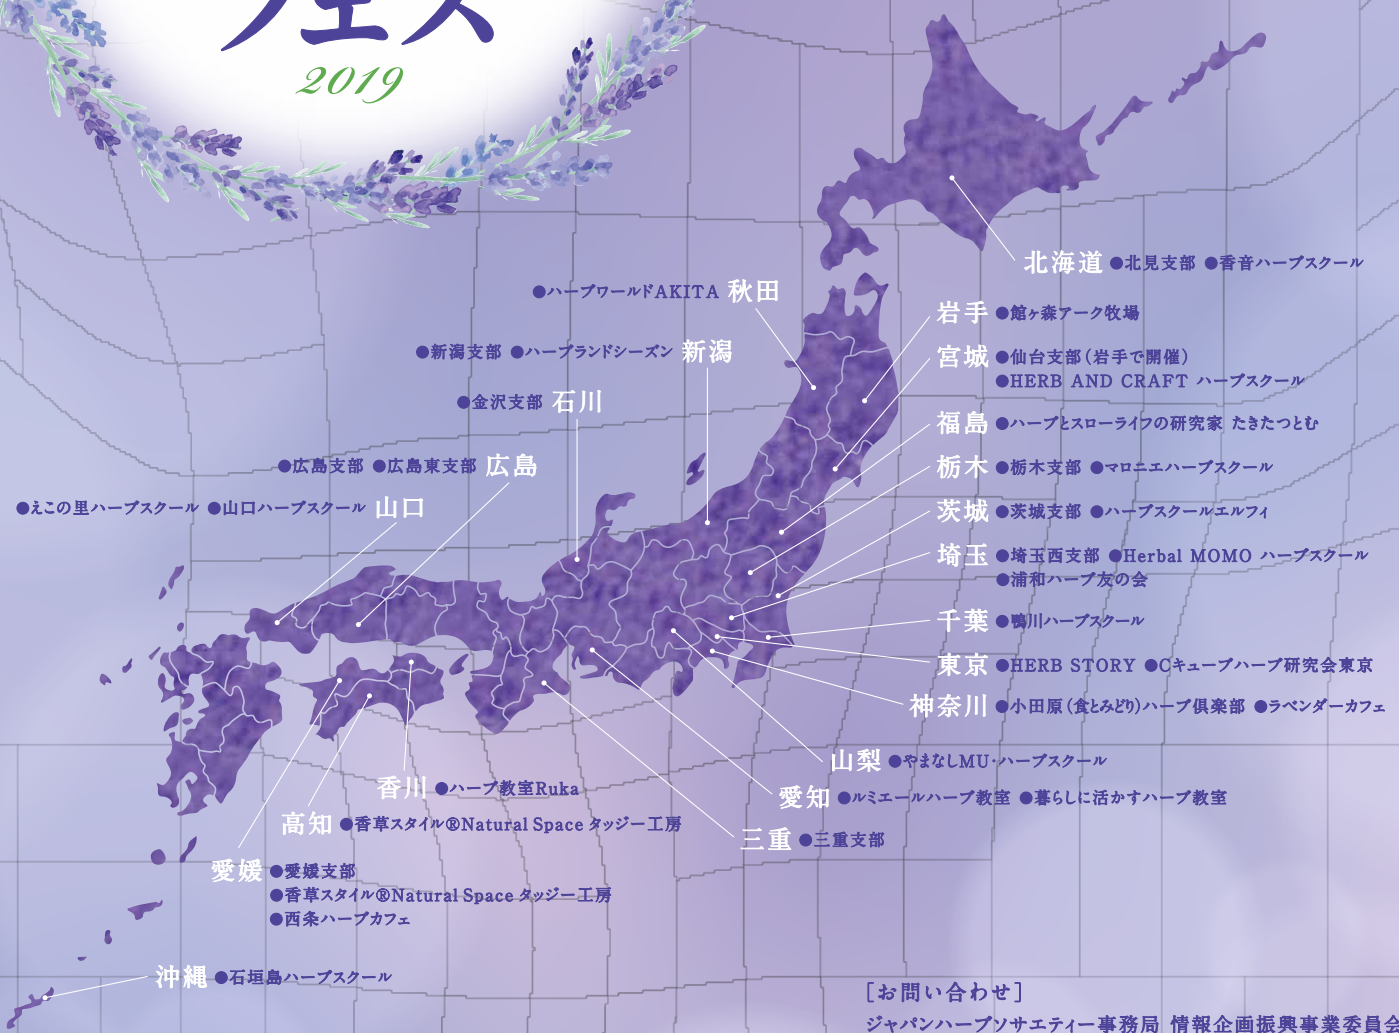 フェス
2019
北海道 ●北見支部 ●香音ハーブスクール
●ハーブワールドAKITA 秋田
岩手 ●館ヶ森アーク牧場
●新潟支部 ●ハーブランドシーズン 新潟
宮城 ●仙台支部（岩手で開催）
●HERB AND CRAFT ハーブスクール
●金沢支部 石川
福島 ●ハーブとスローライフの研究家 たきたつとむ
●広島支部 ●広島東支部 広島
栃木 ●栃木支部 ●マロニエハーブスクール
●えこの里ハーブスクール ●山口ハーブスクール 山口
茨城 ●茨城支部 ●ハーブスクールエルフィ
埼玉 ●埼玉西支部 ●Herbal MOMO ハーブスクール
●浦和ハーブ友の会
千葉 ●鴨川ハーブスクール
東京 ●HERB STORY ●Cキューブハーブ研究会東京
神奈川 ●小田原（食とみどり）ハーブ倶楽部 ●ラベンダーカフェ
山梨 ●やまなしMU・ハーブスクール
香川 ●ハーブ教室Ruka
愛知 ●ルミエールハーブ教室 ●暮らしに活かすハーブ教室
高知 ●香草スタイル®Natural Space タッジー工房
三重 ●三重支部
愛媛 ●愛媛支部
●香草スタイル®Natural Space タッジー工房
●西条ハーブカフェ
沖縄 ●石垣島ハーブスクール
［お問い合わせ］
ジャパンハーブソサエティー事務局 情報企画振興事業委員会